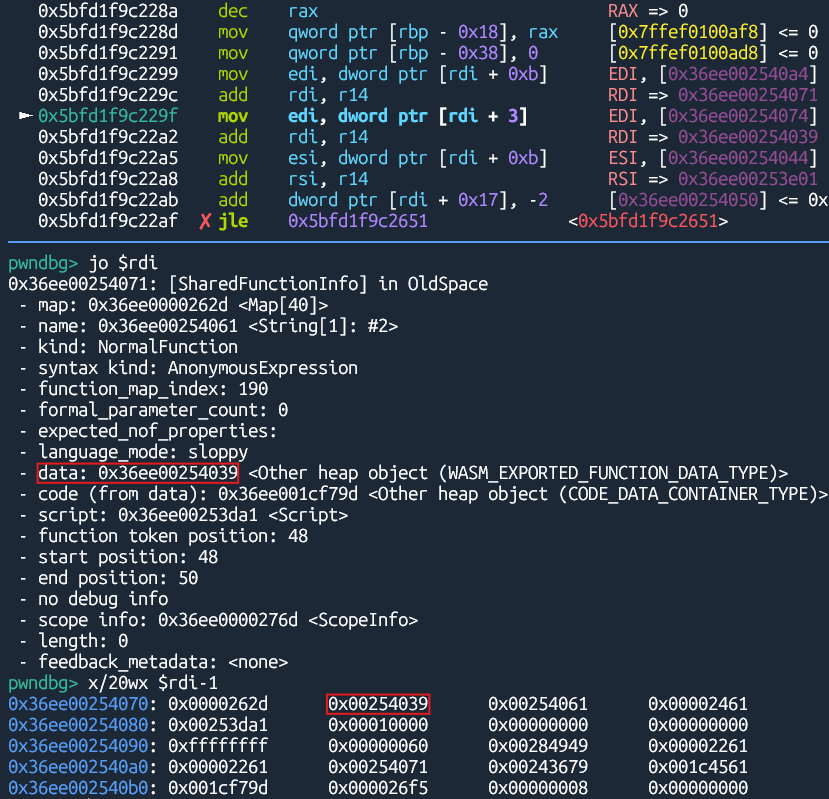 0x5bfd1f9c228a dec rax RAX => 0
0x5bfd1f9c228d mov qword ptr [rbp - 0x18], rax [0x7ffef0100af8] <= 0
0x5bfd1f9c2291 mov qword ptr [rbp - 0x38], 0 [0x7ffef0100ad8] <= 0
0x5bfd1f9c2299 mov edi, dword ptr [rdi + 0xb] EDI, [0x36ee002540a4]
0x5bfd1f9c229c add rdi, r14 RDI => 0x36ee00254071
► 0x5bfd1f9c229f mov edi, dword ptr [rdi + 3] EDI, [0x36ee00254074]
0x5bfd1f9c22a2 add rdi, r14 RDI => 0x36ee00254039
0x5bfd1f9c22a5 mov esi, dword ptr [rdi + 0xb] ESI, [0x36ee00254044]
0x5bfd1f9c22a8 add rsi, r14 RSI => 0x36ee00253e01
0x5bfd1f9c22ab add dword ptr [rdi + 0x17], -2 [0x36ee00254050] <= 0x
0x5bfd1f9c22af ✘ jle 0x5bfd1f9c2651 <0x5bfd1f9c2651>
pwndbg> jo $rdi
0x36ee00254071: [SharedFunctionInfo] in OldSpace
- map: 0x36ee0000262d <Map[40]>
- name: 0x36ee00254061 <String[1]: #2>
- kind: NormalFunction
- syntax kind: AnonymousExpression
- function_map_index: 190
- formal_parameter_count: 0
- expected_nof_properties:
- language_mode: sloppy
- data: 0x36ee00254039 <Other heap object (WASM_EXPORTED_FUNCTION_DATA_TYPE)>
- code (from data): 0x36ee001cf79d <Other heap object (CODE_DATA_CONTAINER_TYPE)>
- script: 0x36ee00253da1 <Script>
- function token position: 48
- start position: 48
- end position: 50
- no debug info
- scope info: 0x36ee0000276d <ScopeInfo>
- length: 0
- feedback_metadata: <none>
pwndbg> x/20wx $rdi-1
0x36ee00254070: 0x0000262d 0x00254039 0x00254061 0x00002461
0x36ee00254080: 0x00253da1 0x00010000 0x00000000 0x00000000
0x36ee00254090: 0xffffffff 0x00000060 0x00284949 0x00002261
0x36ee002540a0: 0x00002261 0x00254071 0x00243679 0x001c4561
0x36ee002540b0: 0x001cf79d 0x000026f5 0x00000008 0x00000000